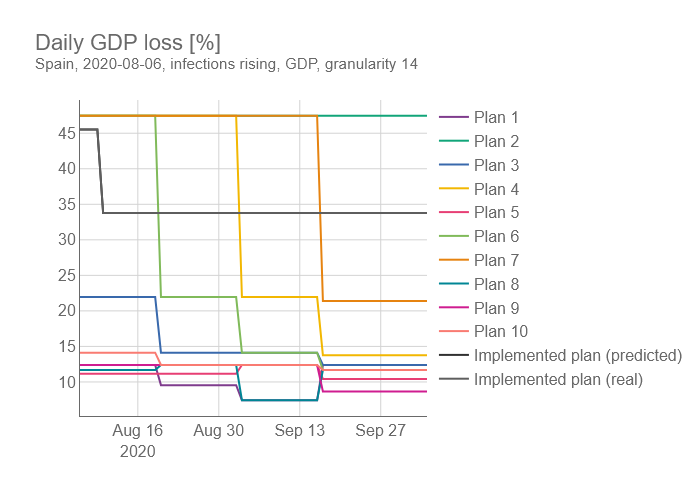 Daily GDP loss [%]
Spain, 2020-08-06, infections rising, GDP, granularity 14
45
40
35
30
25
20
15
10
Aug 16
2020
Aug 30
Sep 13
Sep 27
Plan 1
Plan 2
Plan 3
Plan 4
Plan 5
Plan 6
Plan 7
Plan 8
Plan 9
Plan 10
Implemented plan (predicted)
Implemented plan (real)